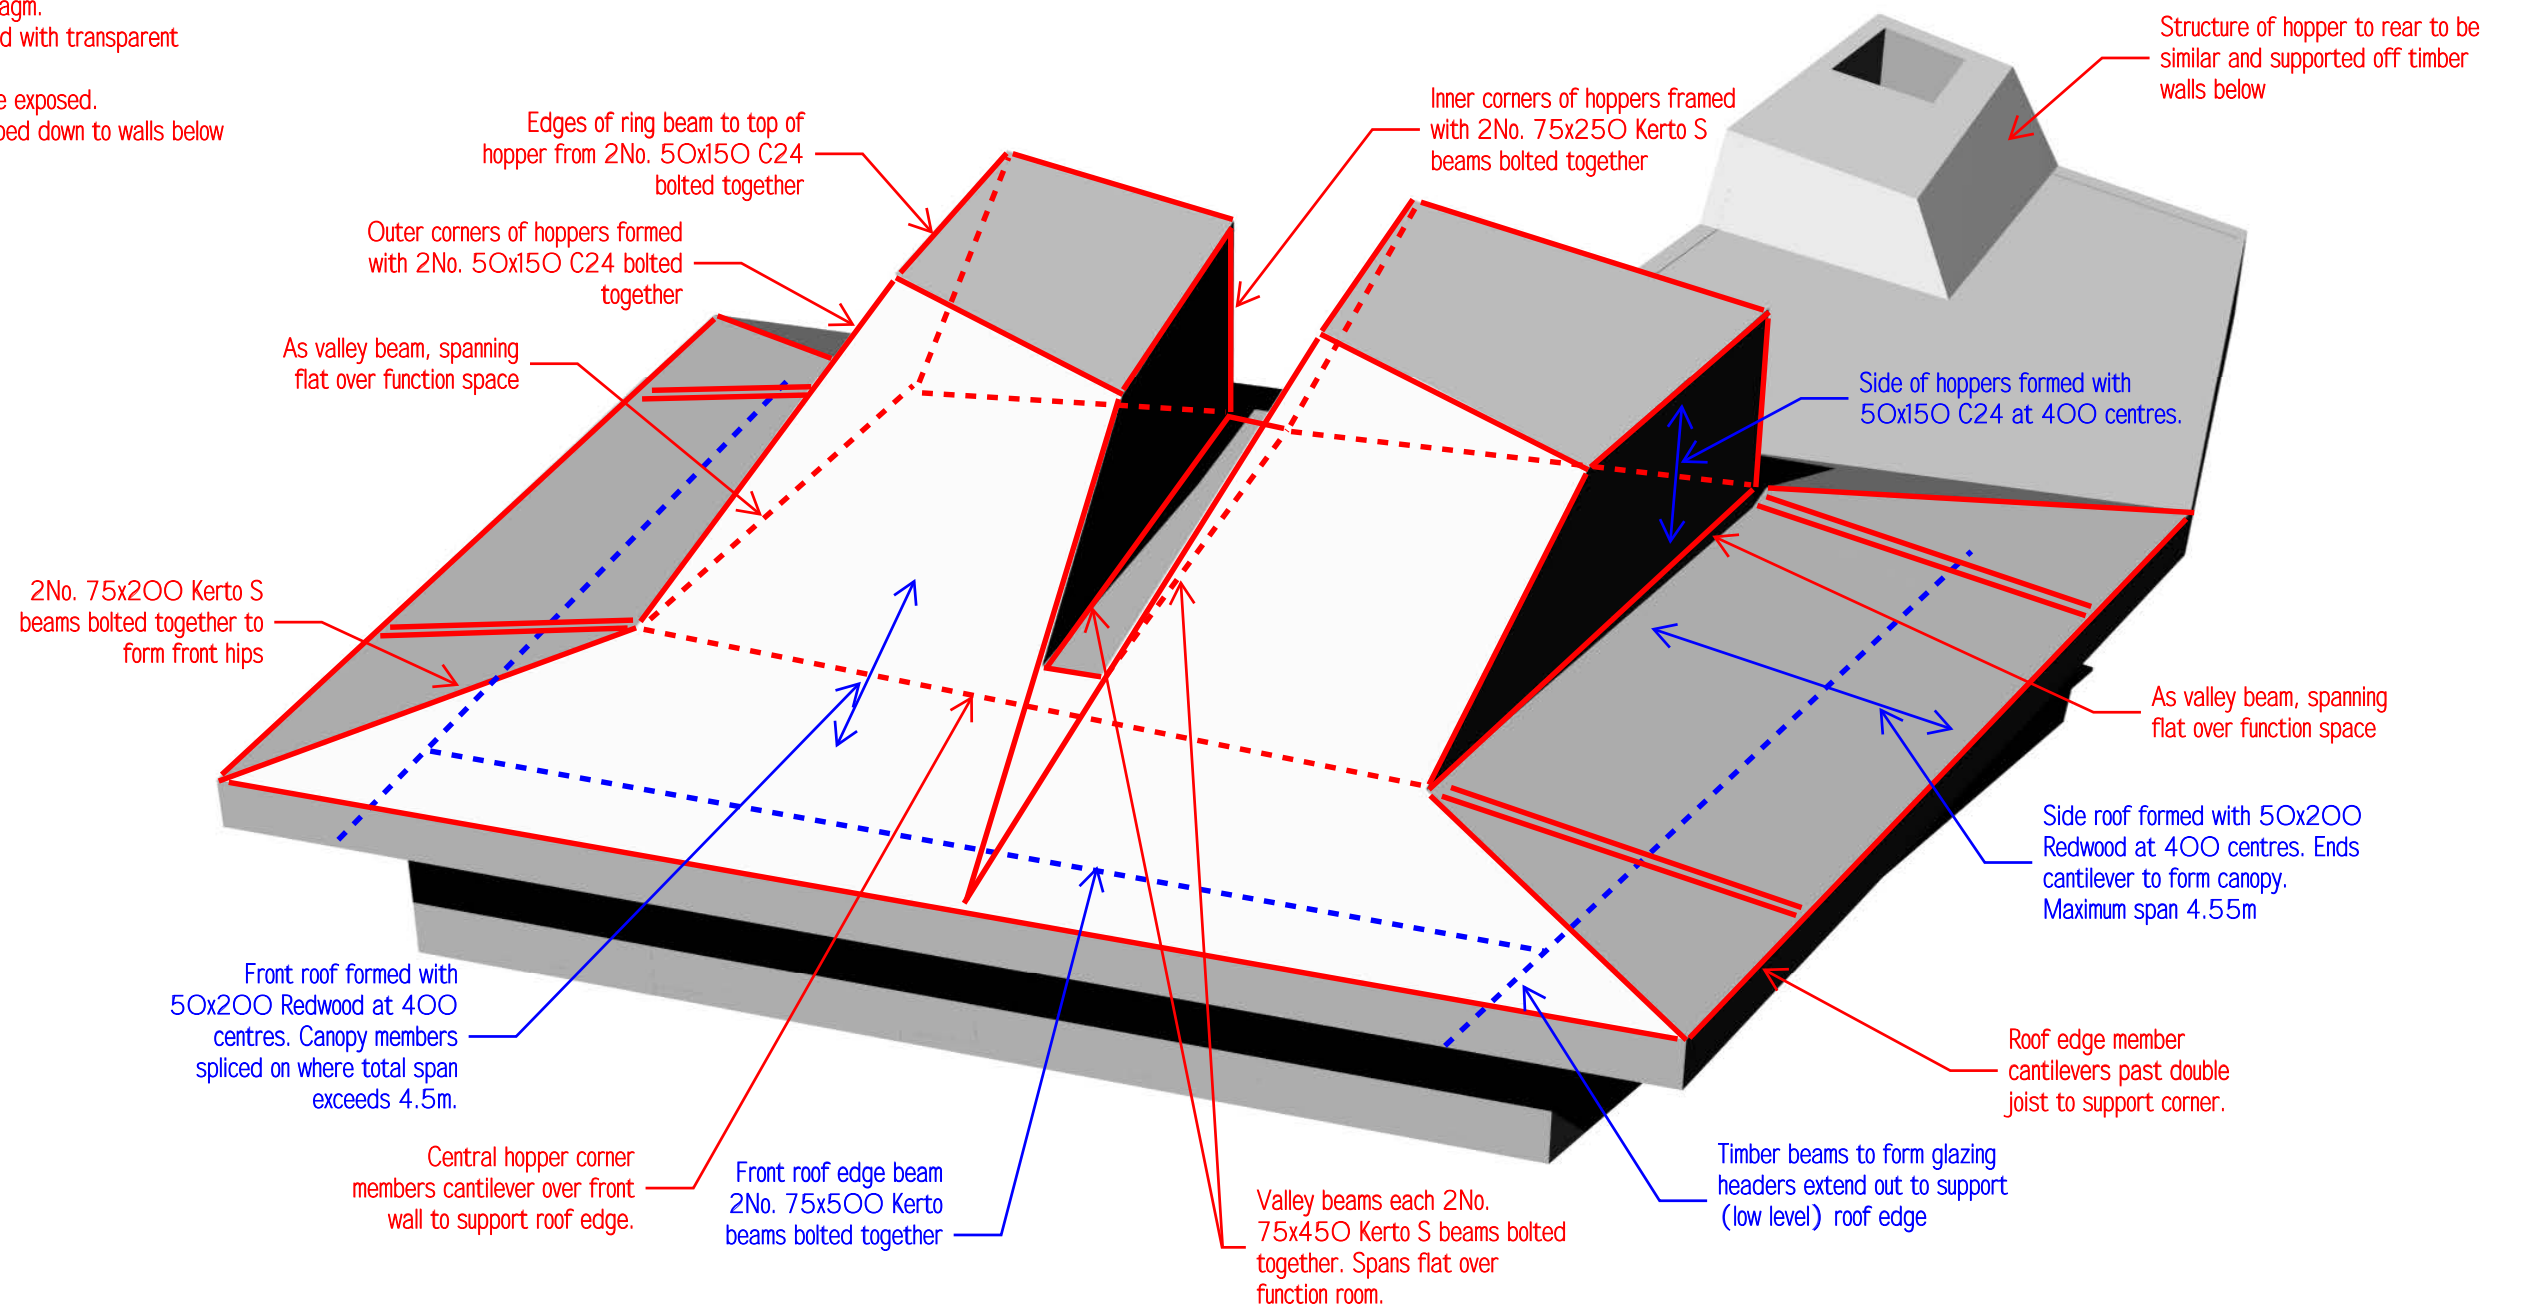 agm.
d with transparent
e exposed.
ped down to walls below
Edges of ring beam to top of
hopper from 2No. 50x150 C24
bolted together
Outer corners of hoppers formed
with 2No. 50x150 C24 bolted
together
As valley beam, spanning
flat over function space
2No. 75x200 Kerto S
beams bolted together to
form front hips
Inner corners of hoppers framed
with 2No. 75x250 Kerto S
beams bolted together
Structure of hopper to rear to be
similar and supported off timber
walls below
Side of hoppers formed with
50x150 C24 at 400 centres.
As valley beam, spanning
flat over function space
Side roof formed with 50x200
Redwood at 400 centres. Ends
cantilever to form canopy.
Maximum span 4.55m
Front roof formed with
50x200 Redwood at 400
centres. Canopy members
spliced on where total span
exceeds 4.5m.
Central hopper corner
members cantilever over front
wall to support roof edge.
Front roof edge beam
2No. 75x500 Kerto
beams bolted together
Valley beams each 2No.
75x450 Kerto S beams bolted
together. Spans flat over
function room.
Roof edge member
cantilevers past double
joist to support corner.
Timber beams to form glazing
headers extend out to support
(low level) roof edge